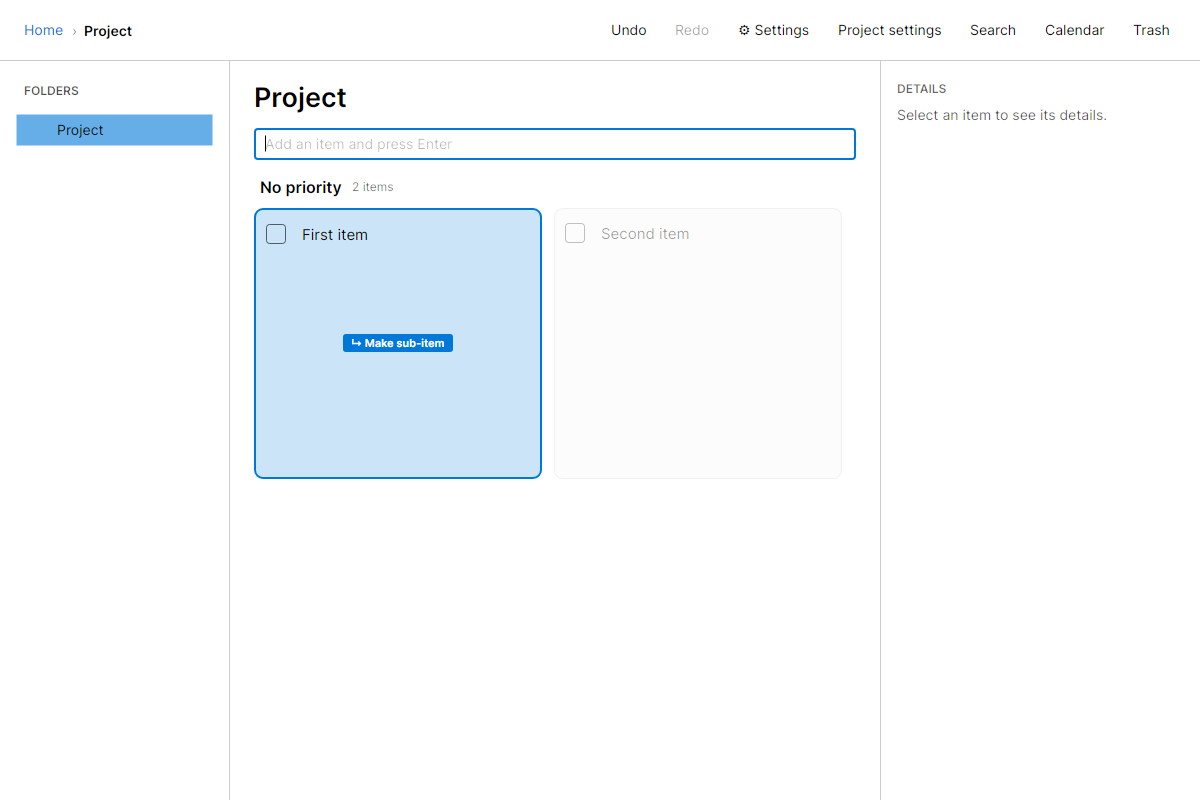 Home › Project
Undo Redo ⚙ Settings Project settings Search Calendar Trash
FOLDERS
Project
Project
Add an item and press Enter
No priority 2 items
First item
↳ Make sub-item
Second item
DETAILS
Select an item to see its details.